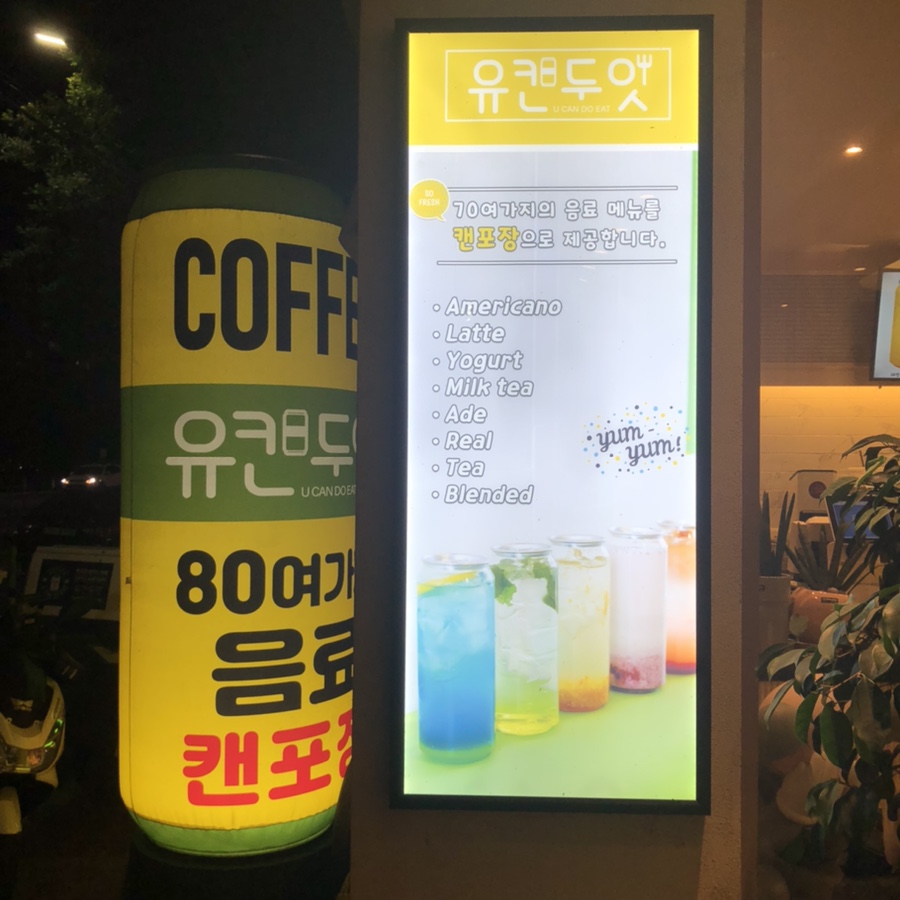 COFFE
유캔두
U CAN DO EAT
80여가
음료
캔포장
유캔두잇
U CAN DO EAT
SO
FRESH
70여가지의 음료 메뉴를
캔포장으로 제공합니다.
• Americano
• Latte
• Yogurt
• Milk tea
• Ade
• Real
• Tea
• Blended
yum-
yum!